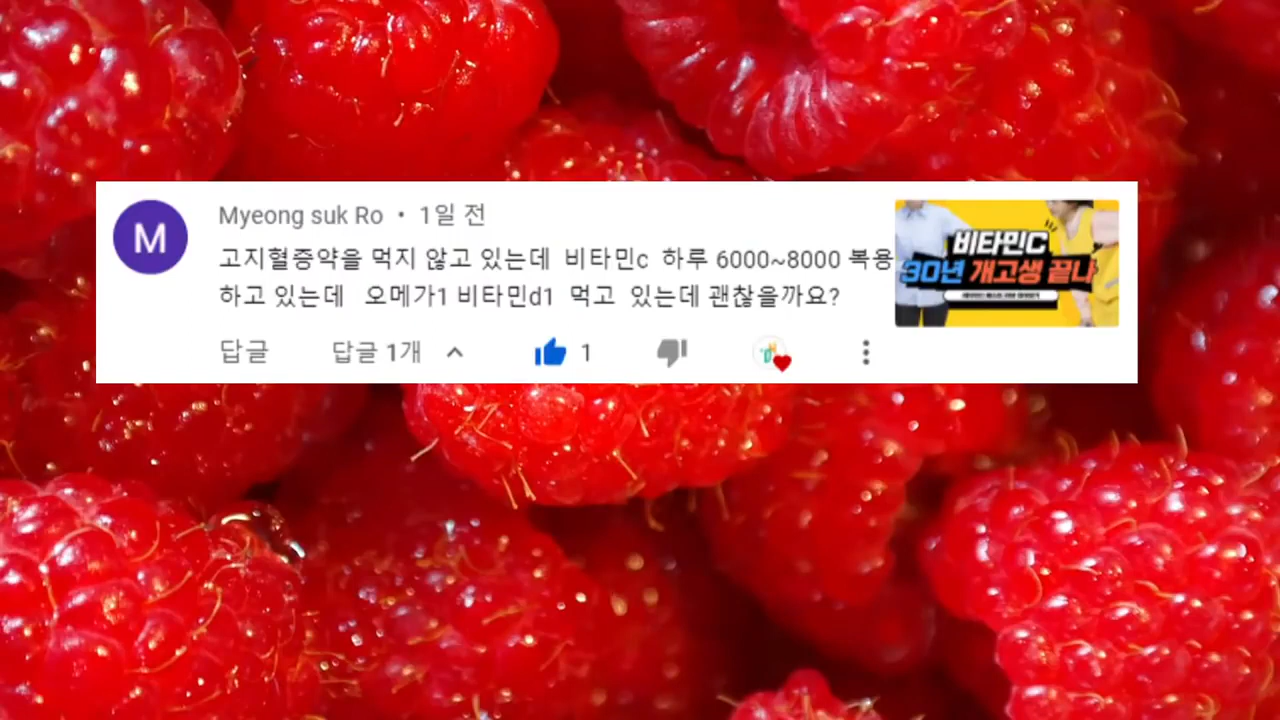 M
Myeong suk Ro • 1일 전
고지혈증약을 먹지 않고 있는데 비타민c 하루 6000~8000 복용
하고 있는데 오메가1 비타민d1 먹고 있는데 괜찮을까요?
답글 답글 1개 1
비타민C
30년 개고생 끝나